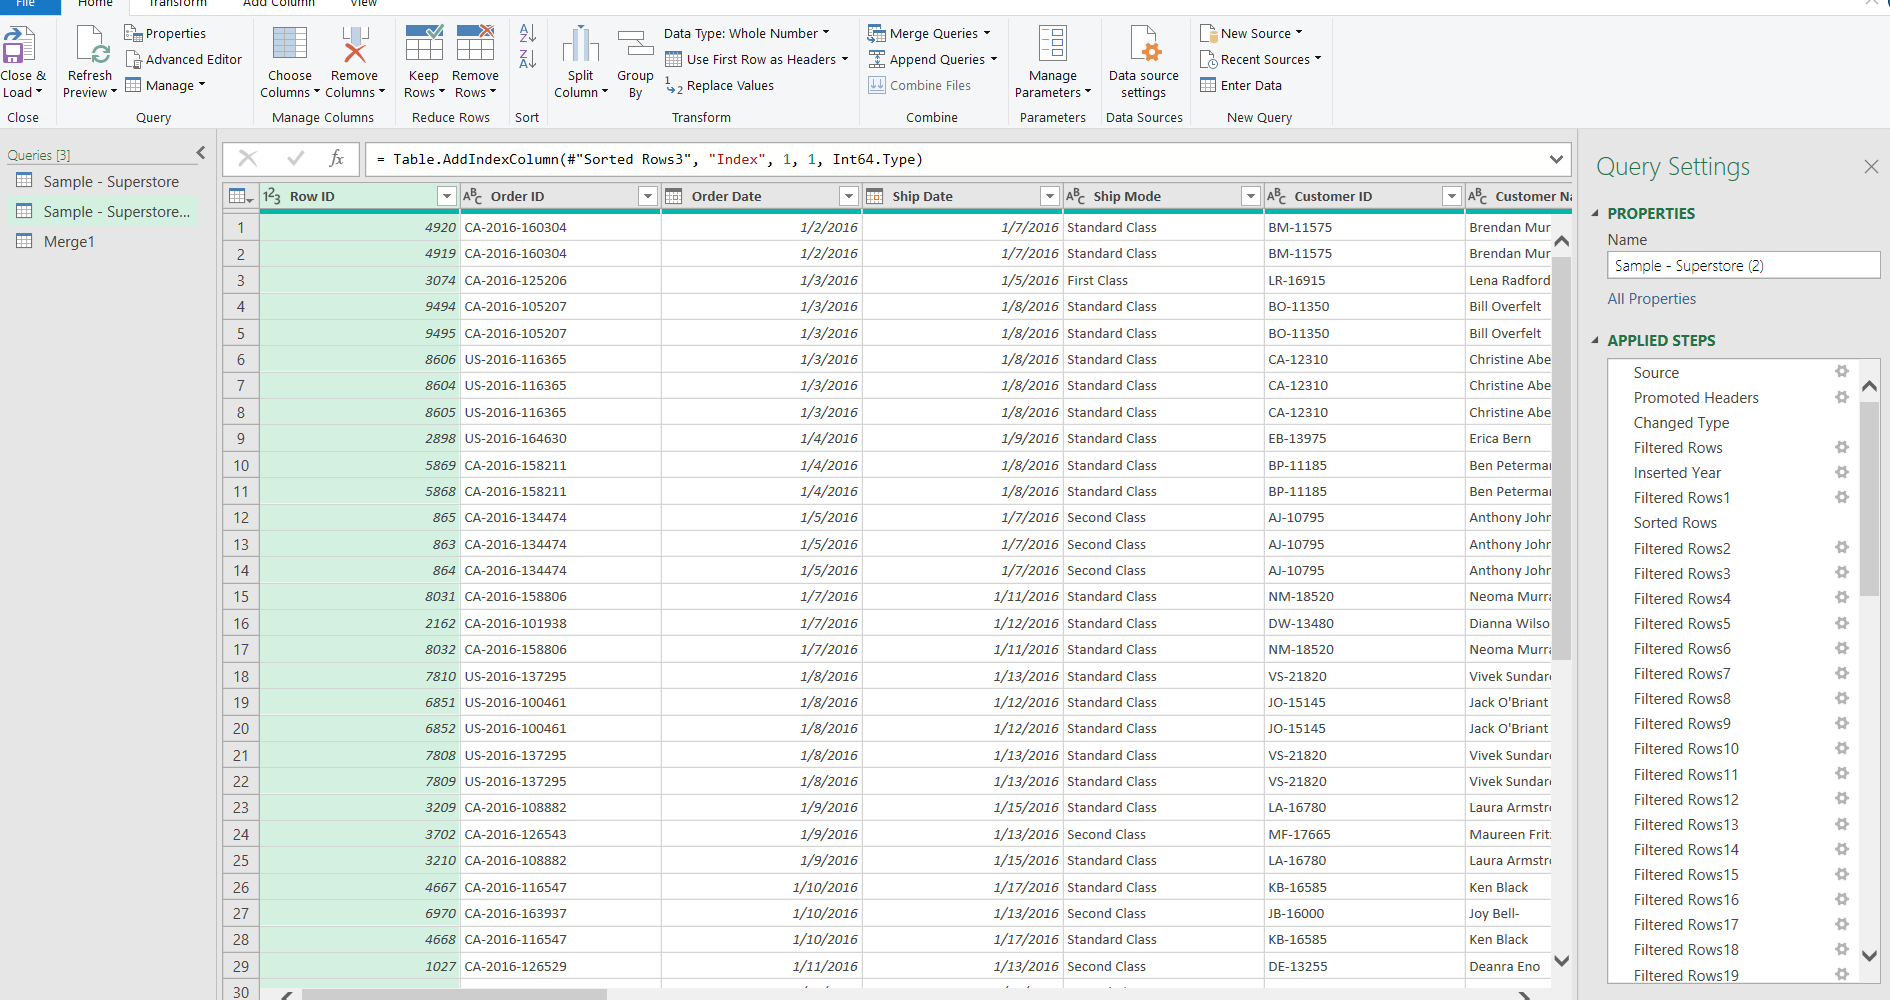 File Home Transform Add Column View
Close & Load
Close
Refresh Preview
Properties
Advanced Editor
Manage
Query
Choose Columns
Remove Columns
Manage Columns
Keep Rows
Remove Rows
Reduce Rows
Sort
Split Column
Group By
Data Type: Whole Number
Use First Row as Headers
Replace Values
Transform
Merge Queries
Append Queries
Combine Files
Combine
Manage Parameters
Parameters
Data source settings
Data Sources
New Source
Recent Sources
Enter Data
New Query
Queries [3]
Sample - Superstore
Sample - Superstore...
Merge1
fx = Table.AddIndexColumn(#"Sorted Rows3", "Index", 1, 1, Int64.Type)
Row ID Order ID Order Date Ship Date Ship Mode Customer ID Customer Na
1 4920 CA-2016-160304 1/2/2016 1/7/2016 Standard Class BM-11575 Brendan Mur
2 4919 CA-2016-160304 1/2/2016 1/7/2016 Standard Class BM-11575 Brendan Mur
3 3074 CA-2016-125206 1/3/2016 1/5/2016 First Class LR-16915 Lena Radford
4 9494 CA-2016-105207 1/3/2016 1/8/2016 Standard Class BO-11350 Bill Overfelt
5 9495 CA-2016-105207 1/3/2016 1/8/2016 Standard Class BO-11350 Bill Overfelt
6 8606 US-2016-116365 1/3/2016 1/8/2016 Standard Class CA-12310 Christine Abe
7 8604 US-2016-116365 1/3/2016 1/8/2016 Standard Class CA-12310 Christine Abe
8 8605 US-2016-116365 1/3/2016 1/8/2016 Standard Class CA-12310 Christine Abe
9 2898 US-2016-164630 1/4/2016 1/9/2016 Standard Class EB-13975 Erica Bern
10 5869 CA-2016-158211 1/4/2016 1/8/2016 Standard Class BP-11185 Ben Peterma
11 5868 CA-2016-158211 1/4/2016 1/8/2016 Standard Class BP-11185 Ben Peterma
12 865 CA-2016-134474 1/5/2016 1/7/2016 Second Class AJ-10795 Anthony John
13 863 CA-2016-134474 1/5/2016 1/7/2016 Second Class AJ-10795 Anthony John
14 864 CA-2016-134474 1/5/2016 1/7/2016 Second Class AJ-10795 Anthony John
15 8031 CA-2016-158806 1/7/2016 1/11/2016 Standard Class NM-18520 Neoma Murra
16 2162 CA-2016-101938 1/7/2016 1/12/2016 Standard Class DW-13480 Dianna Wilso
17 8032 CA-2016-158806 1/7/2016 1/11/2016 Standard Class NM-18520 Neoma Murra
18 7810 US-2016-137295 1/8/2016 1/13/2016 Standard Class VS-21820 Vivek Sundare
19 6851 US-2016-100461 1/8/2016 1/12/2016 Standard Class JO-15145 Jack O'Briant
20 6852 US-2016-100461 1/8/2016 1/12/2016 Standard Class JO-15145 Jack O'Briant
21 7808 US-2016-137295 1/8/2016 1/13/2016 Standard Class VS-21820 Vivek Sundare
22 7809 US-2016-137295 1/8/2016 1/13/2016 Standard Class VS-21820 Vivek Sundare
23 3209 CA-2016-108882 1/9/2016 1/15/2016 Standard Class LA-16780 Laura Armstro
24 3702 CA-2016-126543 1/9/2016 1/13/2016 Second Class MF-17665 Maureen Fritz
25 3210 CA-2016-108882 1/9/2016 1/15/2016 Standard Class LA-16780 Laura Armstro
26 4667 CA-2016-116547 1/10/2016 1/17/2016 Standard Class KB-16585 Ken Black
27 6970 CA-2016-163937 1/10/2016 1/13/2016 Second Class JB-16000 Joy Bell-
28 4668 CA-2016-116547 1/10/2016 1/17/2016 Standard Class KB-16585 Ken Black
29 1027 CA-2016-126529 1/11/2016 1/13/2016 Second Class DE-13255 Deanra Eno
30
Query Settings
PROPERTIES
Name
Sample - Superstore (2)
All Properties
APPLIED STEPS
Source
Promoted Headers
Changed Type
Filtered Rows
Inserted Year
Filtered Rows1
Sorted Rows
Filtered Rows2
Filtered Rows3
Filtered Rows4
Filtered Rows5
Filtered Rows6
Filtered Rows7
Filtered Rows8
Filtered Rows9
Filtered Rows10
Filtered Rows11
Filtered Rows12
Filtered Rows13
Filtered Rows14
Filtered Rows15
Filtered Rows16
Filtered Rows17
Filtered Rows18
Filtered Rows19